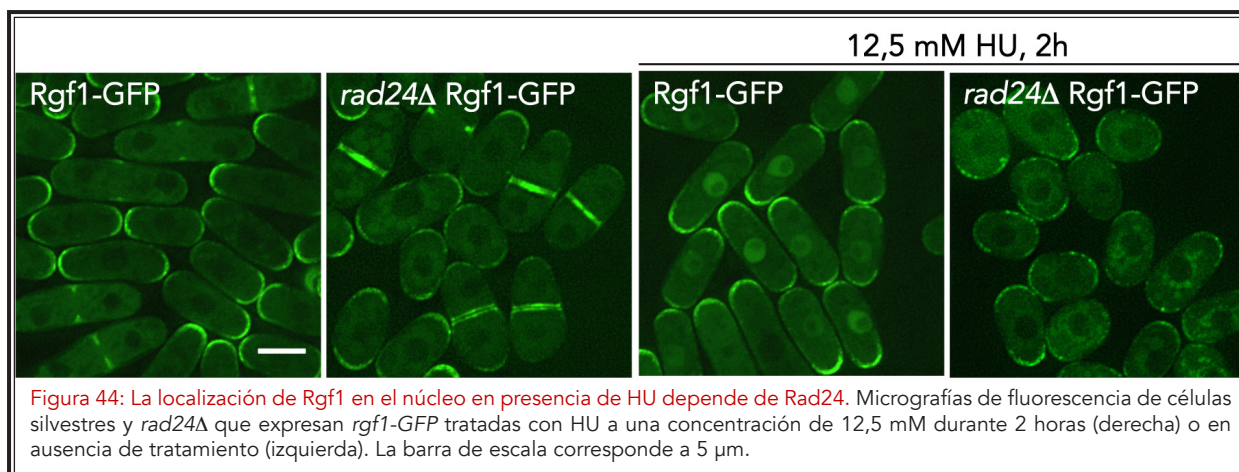 12,5 mM HU, 2h
Rgf1-GFP
rad24Δ Rgf1-GFP
Rgf1-GFP
rad24Δ Rgf1-GFP
Figura 44: La localización de Rgf1 en el núcleo en presencia de HU depende de Rad24. Micrografías de fluorescencia de células
silvestres y rad24Δ que expresan rgf1-GFP tratadas con HU a una concentración de 12,5 mM durante 2 horas (derecha) o en
ausencia de tratamiento (izquierda). La barra de escala corresponde a 5 µm.